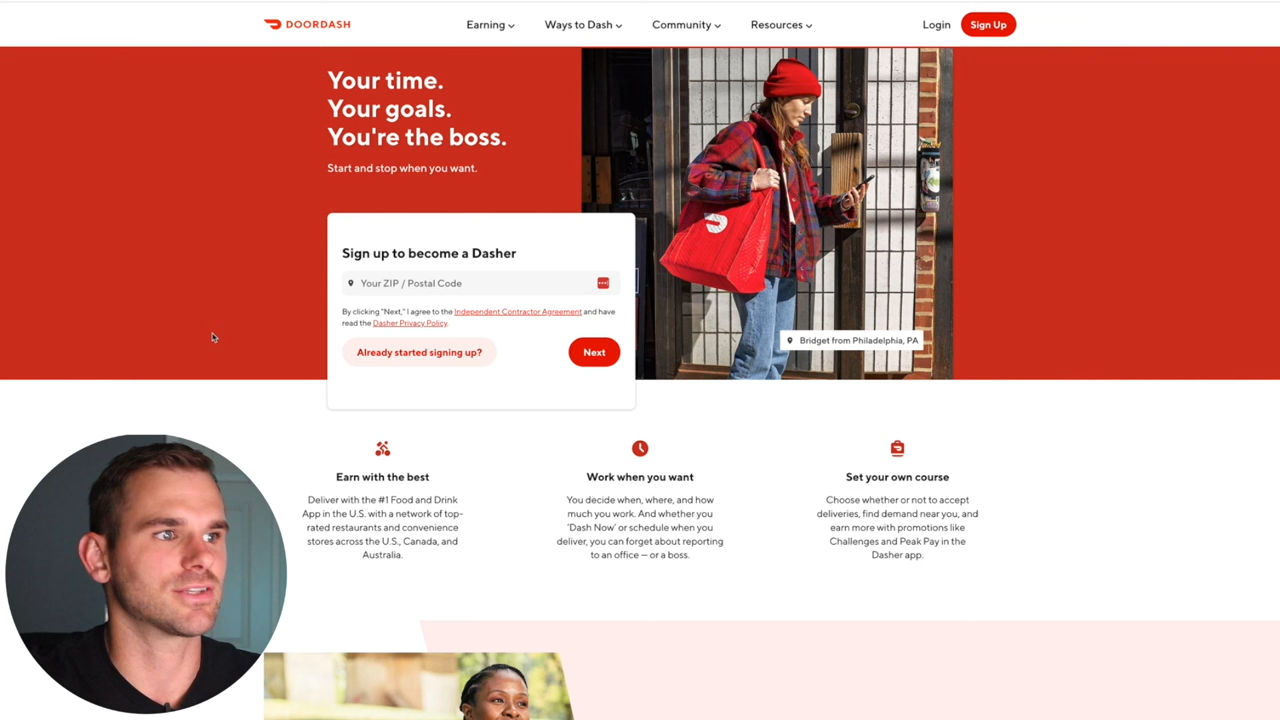 DOORDASH
Earning
Ways to Dash
Community
Resources
Login
Sign Up
Your time.
Your goals.
You're the boss.
Start and stop when you want.
Sign up to become a Dasher
Your ZIP / Postal Code
By clicking "Next," I agree to the Independent Contractor Agreement and have
read the Dasher Privacy Policy.
Already started signing up?
Next
Bridget from Philadelphia, PA
Earn with the best
Deliver with the #1 Food and Drink
App in the U.S. with a network of top-
rated restaurants and convenience
stores across the U.S., Canada, and
Australia.
Work when you want
You decide when, where, and how
much you work. And whether you
'Dash Now' or schedule when you
deliver, you can forget about reporting
to an office — or a boss.
Set your own course
Choose whether or not to accept
deliveries, find demand near you, and
earn more with promotions like
Challenges and Peak Pay in the
Dasher app.